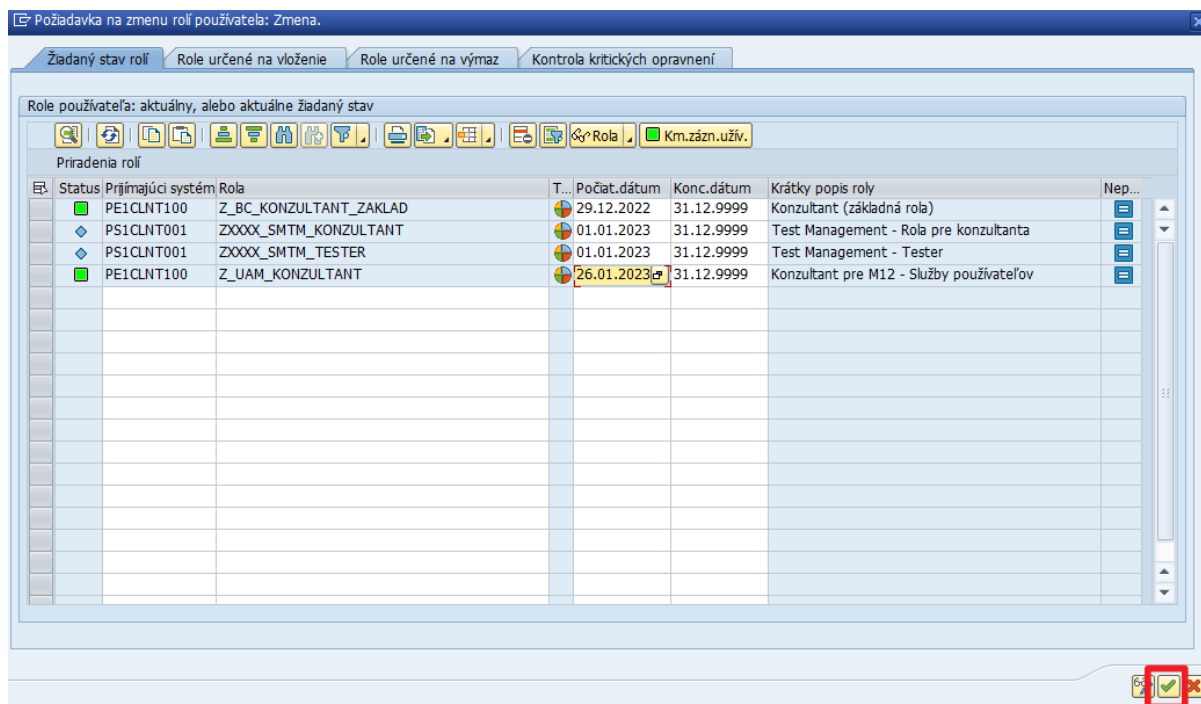 Požiadavka na zmenu rolí používatela: Zmena.
Žiadaný stav rolí Role určené na vloženie Role určené na výmaz Kontrola kritických opravnení
Role používateľa: aktuálny, alebo aktuálne žiadaný stav
Rola Km.zázn.užív.
Priradenia rolí
Status Prijímajúci systém Rola T... Počiat.dátum Konc.dátum Krátky popis roly Nep...
PE1CLNT100 Z_BC_KONZULTANT_ZAKLAD 29.12.2022 31.12.9999 Konzultant (základná rola)
PS1CLNT001 ZXXXX_SMTM_KONZULTANT 01.01.2023 31.12.9999 Test Management - Rola pre konzultanta
PS1CLNT001 ZXXXX_SMTM_TESTER 01.01.2023 31.12.9999 Test Management - Tester
PE1CLNT100 Z_UAM_KONZULTANT 26.01.2023 31.12.9999 Konzultant pre M12 - Služby používateľov